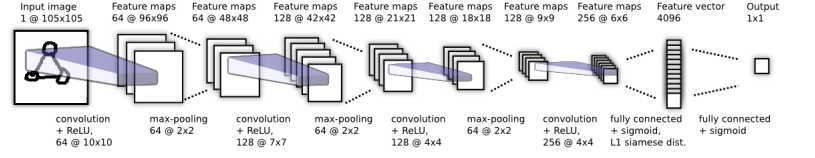 Input image
1 @ 105x105
Feature maps
64 @ 96x96
Feature maps
64 @ 48x48
Feature maps
128 @ 42x42
Feature maps
128 @ 21x21
Feature maps
128 @ 18x18
Feature maps
128 @ 9x9
Feature maps
256 @ 6x6
Feature vector
4096
Output
1x1
convolution
+ ReLU,
64 @ 10x10
max-pooling
64 @ 2x2
convolution
+ ReLU,
128 @ 7x7
max-pooling
64 @ 2x2
convolution
+ ReLU,
128 @ 4x4
max-pooling
64 @ 2x2
convolution
+ ReLU,
256 @ 4x4
fully connected
+ sigmoid,
L1 siamese dist.
fully connected
+ sigmoid